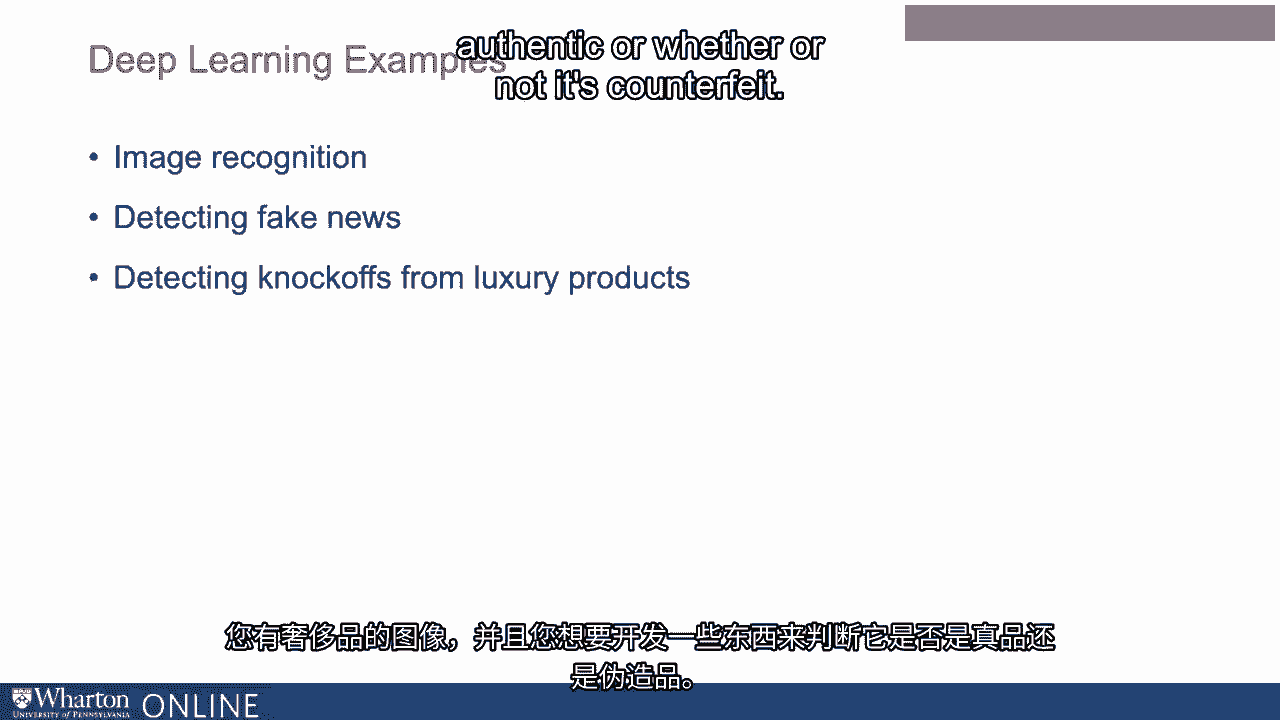 authentic or whether or
not it's counterfeit.
Deep Learning Examples
• Image recognition
• Detecting fake news
• Detecting knockoffs from luxury products
您有奢侈品的图像，并且您想要开发一些东西来判断它是否是真品还
是伪造品。
Wharton ONLINE
UNIVERSITY of PENNSYLVANIA